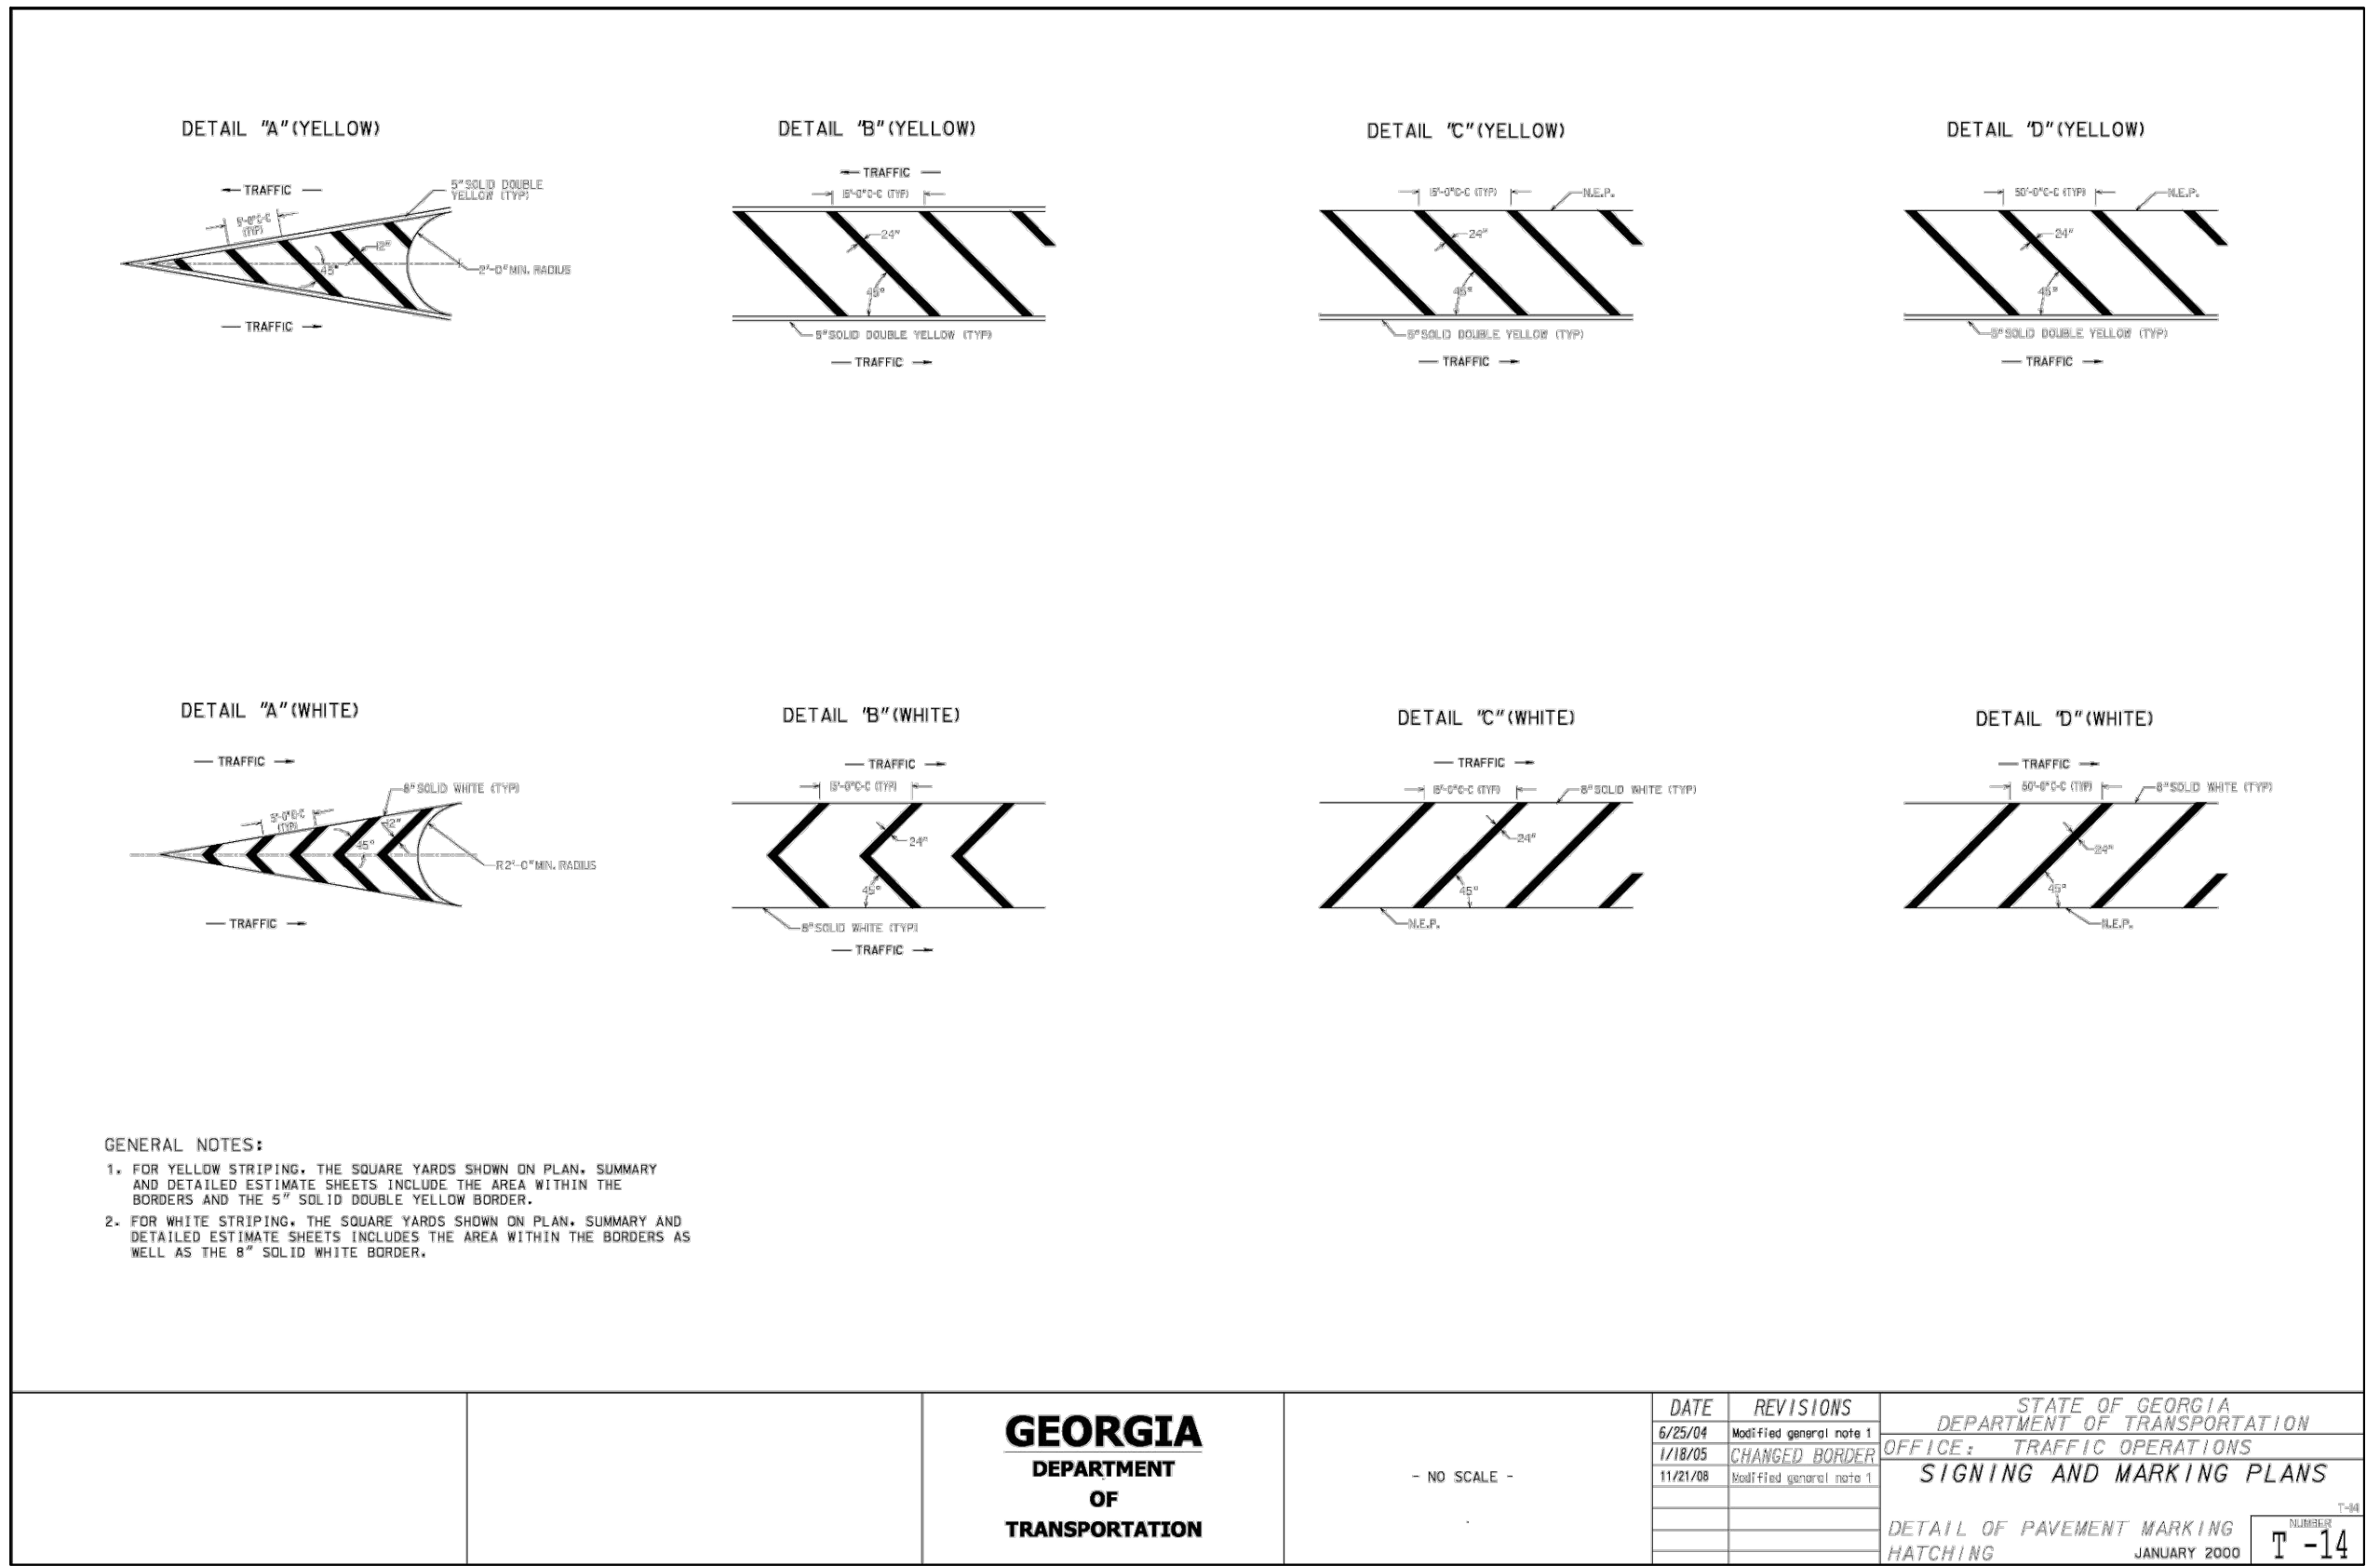 DETAIL "A" (YELLOW)
TRAFFIC
5" SOLID DOUBLE
YELLOW (TYP)
5'-0" C-C
(TYP)
12"
45°
2'-0" MIN. RADIUS
TRAFFIC
DETAIL "B" (YELLOW)
TRAFFIC
15'-0" C-C (TYP)
24"
45°
5" SOLID DOUBLE YELLOW (TYP)
TRAFFIC
DETAIL "C" (YELLOW)
15'-0" C-C (TYP)
N.E.P.
24"
45°
5" SOLID DOUBLE YELLOW (TYP)
TRAFFIC
DETAIL "D" (YELLOW)
50'-0" C-C (TYP)
N.E.P.
24"
45°
5" SOLID DOUBLE YELLOW (TYP)
TRAFFIC
DETAIL "A" (WHITE)
TRAFFIC
8" SOLID WHITE (TYP)
5'-0" C-C
(TYP)
12"
45°
R 2'-0" MIN. RADIUS
TRAFFIC
DETAIL "B" (WHITE)
TRAFFIC
15'-0" C-C (TYP)
24"
45°
8" SOLID WHITE (TYP)
TRAFFIC
DETAIL "C" (WHITE)
TRAFFIC
15'-0" C-C (TYP)
8" SOLID WHITE (TYP)
24"
45°
N.E.P.
DETAIL "D" (WHITE)
TRAFFIC
50'-0" C-C (TYP)
8" SOLID WHITE (TYP)
24"
45°
N.E.P.
GENERAL NOTES:
1. FOR YELLOW STRIPING, THE SQUARE YARDS SHOWN ON PLAN, SUMMARY
AND DETAILED ESTIMATE SHEETS INCLUDE THE AREA WITHIN THE
BORDERS AND THE 5" SOLID DOUBLE YELLOW BORDER.
2. FOR WHITE STRIPING, THE SQUARE YARDS SHOWN ON PLAN, SUMMARY AND
DETAILED ESTIMATE SHEETS INCLUDES THE AREA WITHIN THE BORDERS AS
WELL AS THE 8" SOLID WHITE BORDER.
GEORGIA
DEPARTMENT
OF
TRANSPORTATION
- NO SCALE -
DATE REVISIONS
6/25/04 Modified general note 1
1/18/05 CHANGED BORDER
11/21/08 Modified general note 1
STATE OF GEORGIA
DEPARTMENT OF TRANSPORTATION
OFFICE: TRAFFIC OPERATIONS
SIGNING AND MARKING PLANS
T-14
DETAIL OF PAVEMENT MARKING
HATCHING
JANUARY 2000
NUMBER
T -14